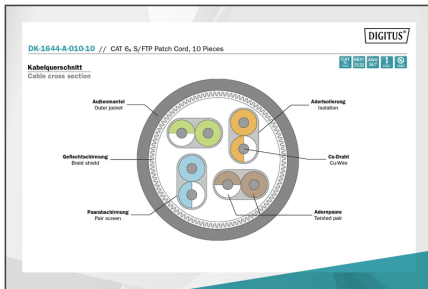 DIGITUS
DK-1644-A-010-10 // CAT 6A S/FTP Patch Cord, 10 Pieces
Kabelquerschnitt
Cable cross section
Außenmantel
Outer jacket
Aderisolierung
Isolation
Geflechtschirmung
Braid shield
Cu-Draht
Cu-Wire
Paarabschirmung
Pair screen
Adernpaare
Twisted pair